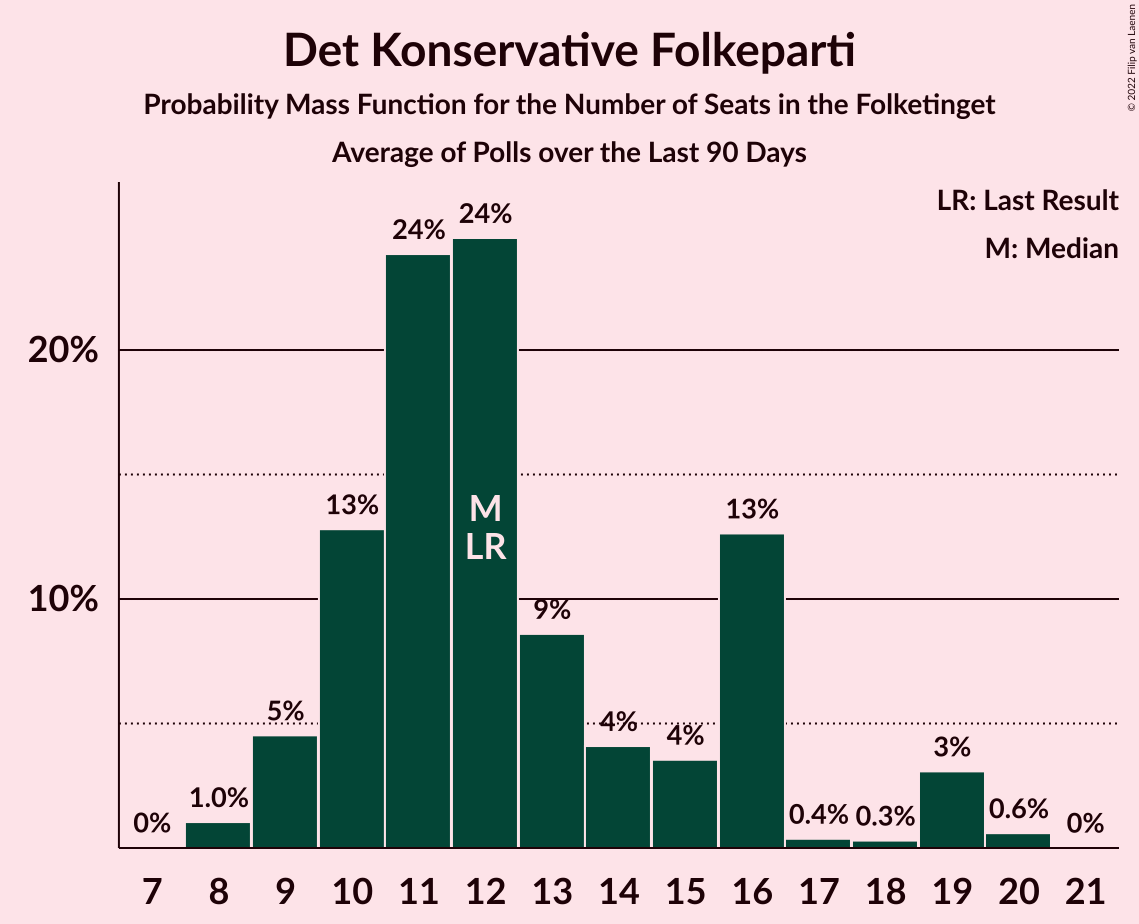 Det Konservative Folkeparti
Probability Mass Function for the Number of Seats in the Folketinget
Average of Polls over the Last 90 Days
© 2022 Filip van Laenen
LR: Last Result
M: Median
20%
10%
0%
1.0%
5%
13%
24%
24%
M
LR
9%
4%
4%
13%
0.4%
0.3%
3%
0.6%
0%
7 8 9 10 11 12 13 14 15 16 17 18 19 20 21